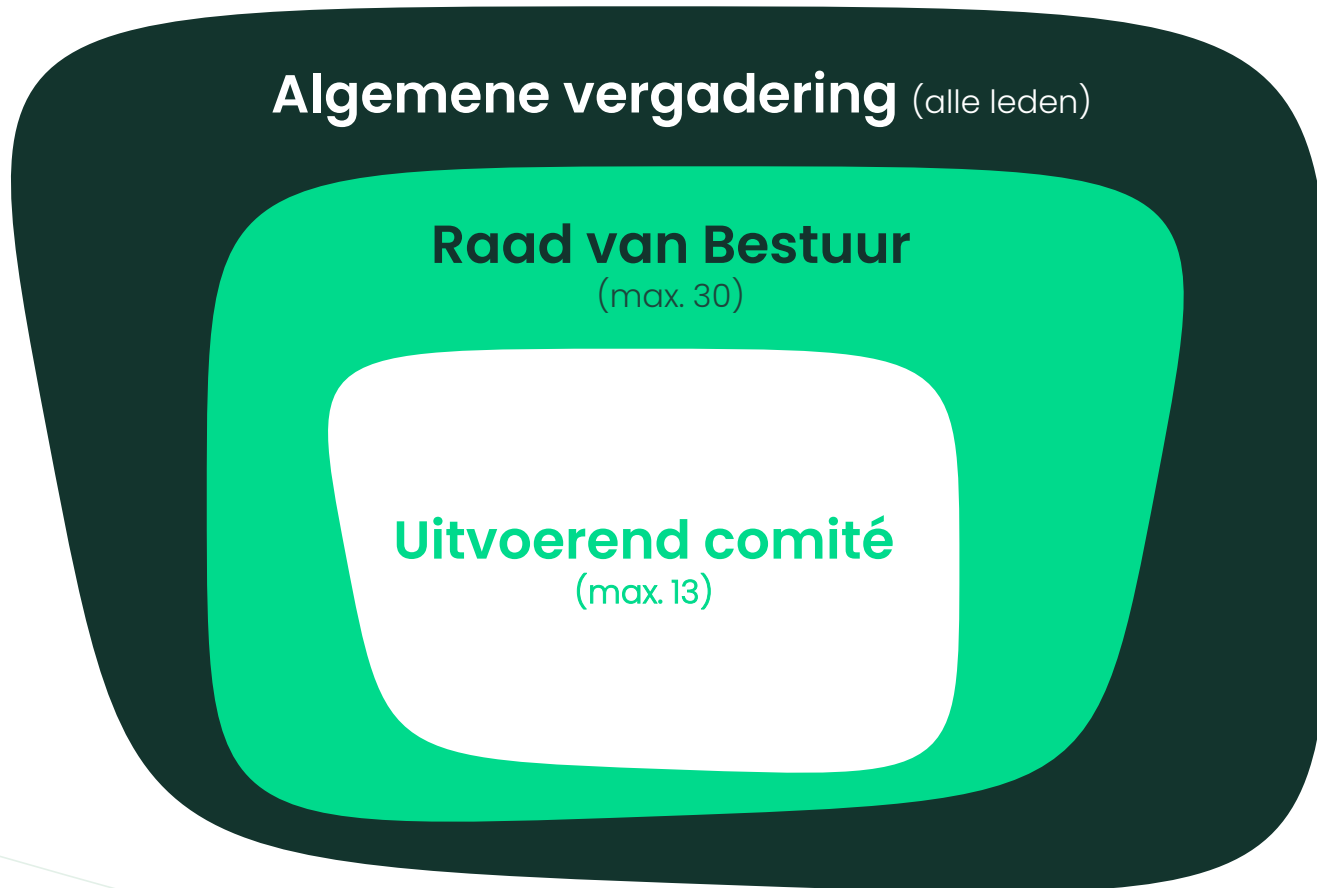 Algemene vergadering (alle leden)
Raad van Bestuur
(max. 30)
Uitvoerend comité
(max. 13)